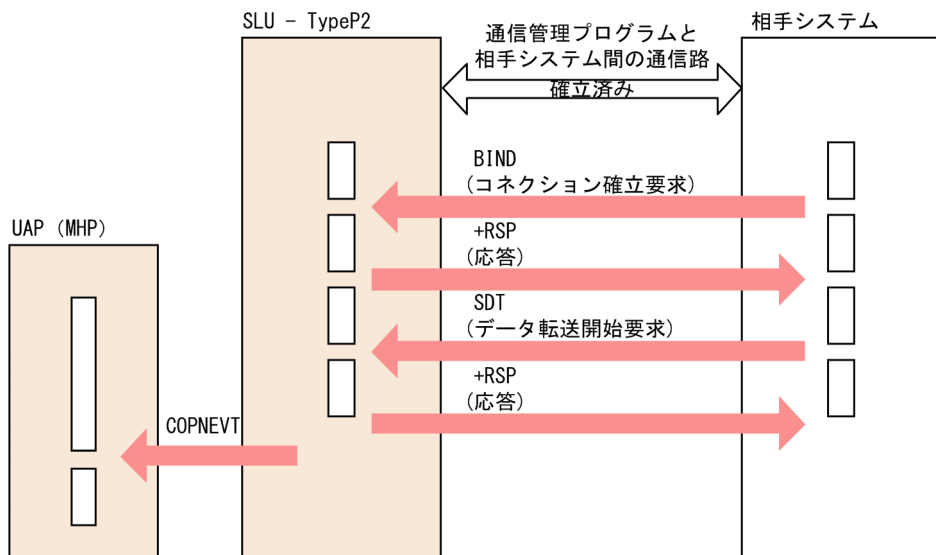 SLU - TypeP2
相手システム
通信管理プログラムと
相手システム間の通信路
確立済み
BIND
(コネクション確立要求)
UAP (MHP)
+RSP
(応答)
SDT
(データ転送開始要求)
+RSP
(応答)
COPNEVT